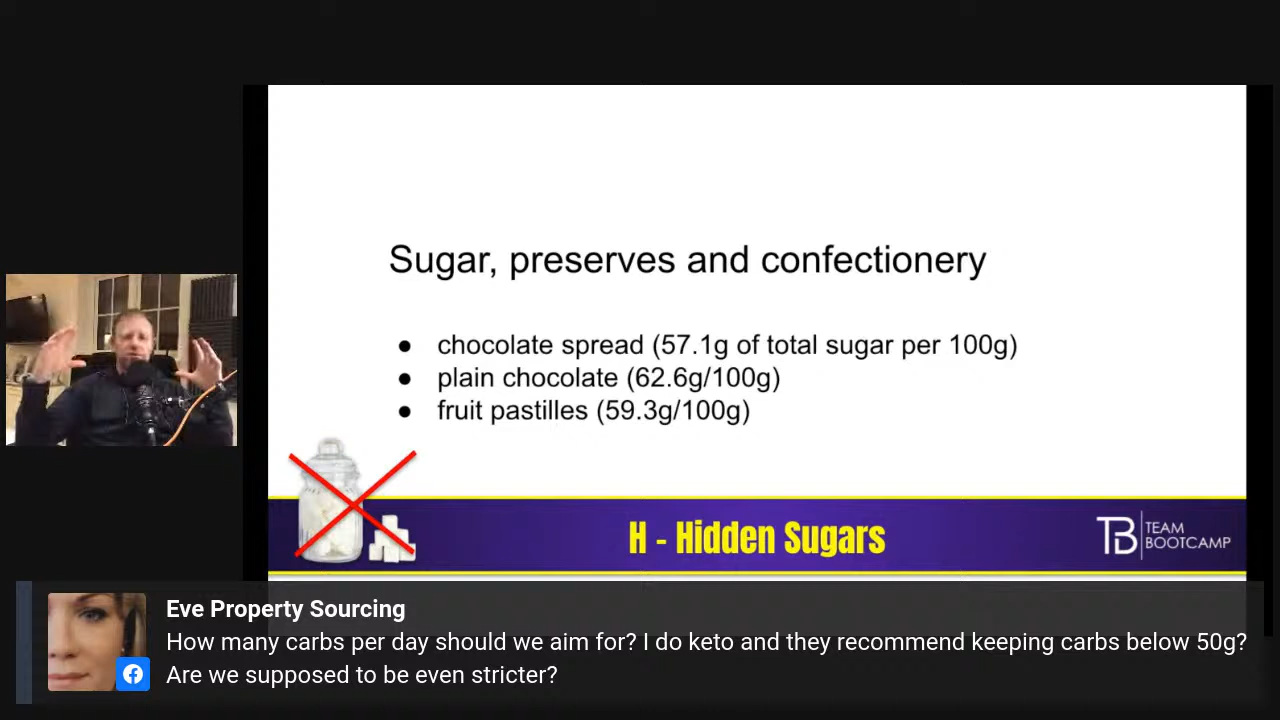 Sugar, preserves and confectionery
● chocolate spread (57.1g of total sugar per 100g)
● plain chocolate (62.6g/100g)
● fruit pastilles (59.3g/100g)
H - Hidden Sugars
TB TEAM
BOOTCAMP
Eve Property Sourcing
How many carbs per day should we aim for? I do keto and they recommend keeping carbs below 50g?
Are we supposed to be even stricter?